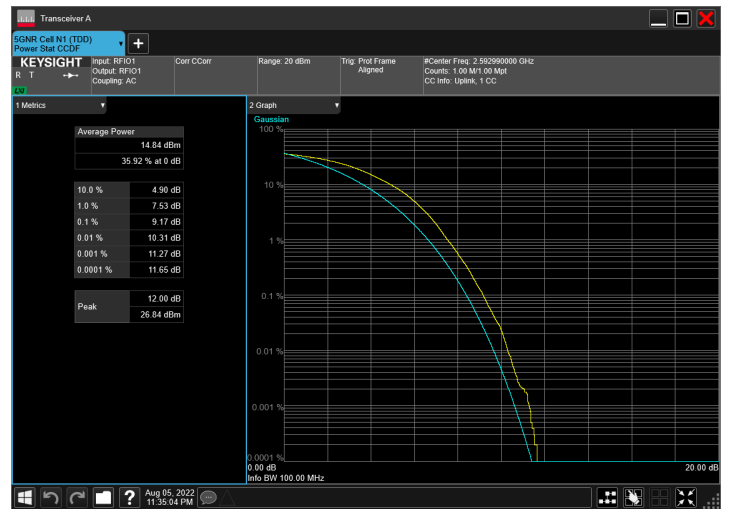 Transceiver A
5GNR Cell N1 (TDD)
Power Stat CCDF
KEYSIGHT
R T
LXI
Input: RFIO1
Output: RFIO1
Coupling: AC
Corr CCorr
Range: 20 dBm
Trig: Prot Frame
Aligned
#Center Freq: 2.592990000 GHz
Counts: 1.00 M/1.00 Mpt
CC Info: Uplink, 1 CC
1 Metrics
Average Power
14.84 dBm
35.92 % at 0 dB
10.0 % 4.90 dB
1.0 % 7.53 dB
0.1 % 9.17 dB
0.01 % 10.31 dB
0.001 % 11.27 dB
0.0001 % 11.65 dB
Peak
12.00 dB
26.84 dBm
2 Graph
Gaussian
100 %
10 %
1 %
0.1 %
0.01 %
0.001 %
0.0001 %
0.00 dB 20.00 dB
Info BW 100.00 MHz
? Aug 05, 2022
11:35:04 PM